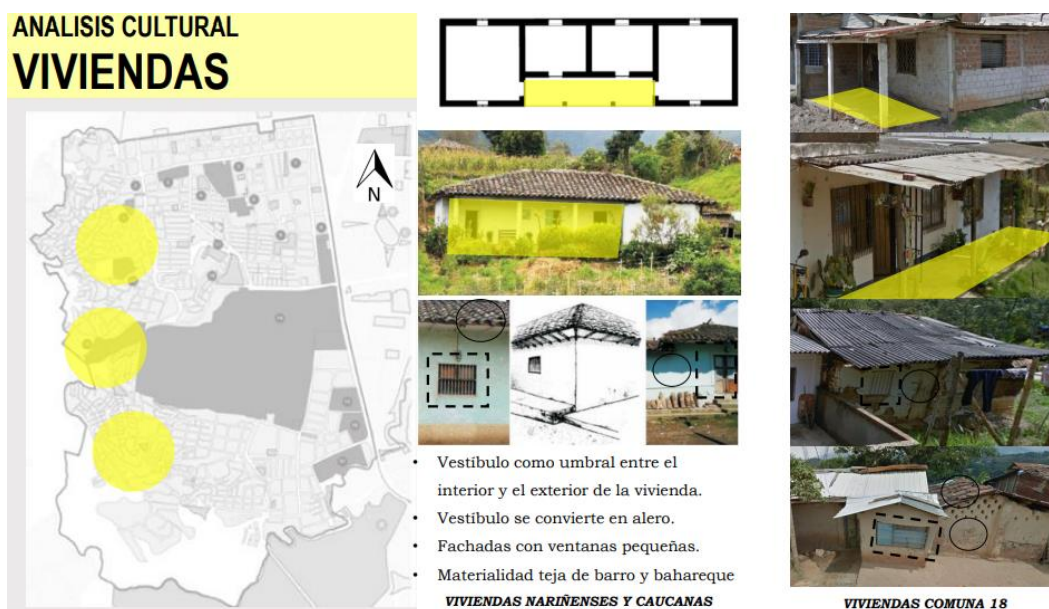 ANALISIS CULTURAL
VIVIENDAS
N
• Vestíbulo como umbral entre el
interior y el exterior de la vivienda.
• Vestíbulo se convierte en alero.
• Fachadas con ventanas pequeñas.
• Materialidad teja de barro y bahareque
VIVIENDAS NARIÑENSES Y CAUCANAS
VIVIENDAS COMUNA 18